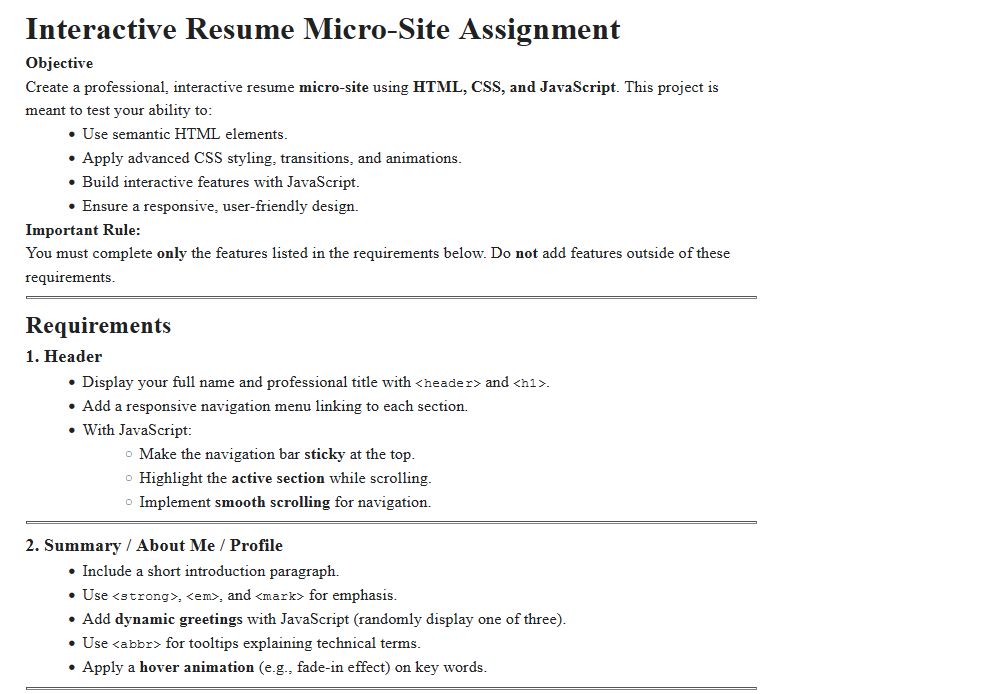 Interactive Resume Micro-Site Assignment
Objective
Create a professional, interactive resume micro-site using HTML, CSS, and JavaScript. This project is
meant to test your ability to:
• Use semantic HTML elements.
• Apply advanced CSS styling, transitions, and animations.
• Build interactive features with JavaScript.
• Ensure a responsive, user-friendly design.
Important Rule:
You must complete only the features listed in the requirements below. Do not add features outside of these
requirements.
Requirements
1. Header
• Display your full name and professional title with <header> and <h1>.
• Add a responsive navigation menu linking to each section.
• With JavaScript:
○ Make the navigation bar sticky at the top.
○ Highlight the active section while scrolling.
○ Implement smooth scrolling for navigation.
2. Summary / About Me / Profile
• Include a short introduction paragraph.
• Use <strong>, <em>, and <mark> for emphasis.
• Add dynamic greetings with JavaScript (randomly display one of three).
• Use <abbr> for tooltips explaining technical terms.
• Apply a hover animation (e.g., fade-in effect) on key words.